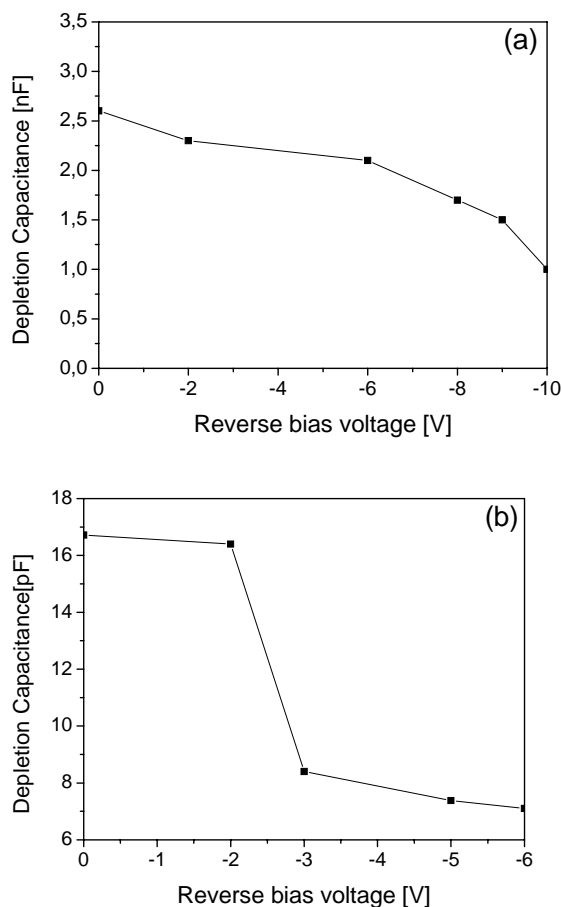 (a)
Depletion Capacitance [nF]
3,5
3,0
2,5
2,0
1,5
1,0
0,5
0,0
0 -2 -4 -6 -8 -10
Reverse bias voltage [V]
(b)
Depletion Capacitance[pF]
18
16
14
12
10
8
6
0 -1 -2 -3 -4 -5 -6
Reverse bias voltage [V]